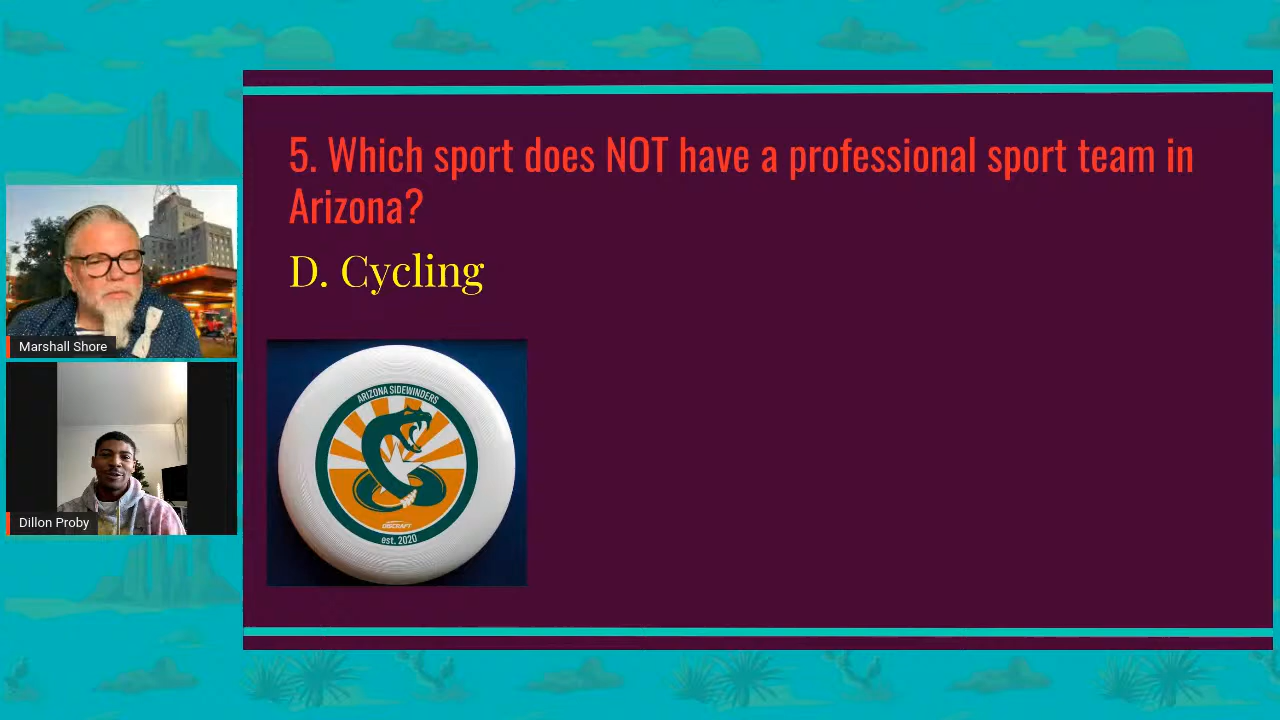 5. Which sport does NOT have a professional sport team in
Arizona?
D. Cycling
Marshall Shore
Dillon Proby
ARIZONA SIDEWINDERS
DISCRAFT
est. 2020